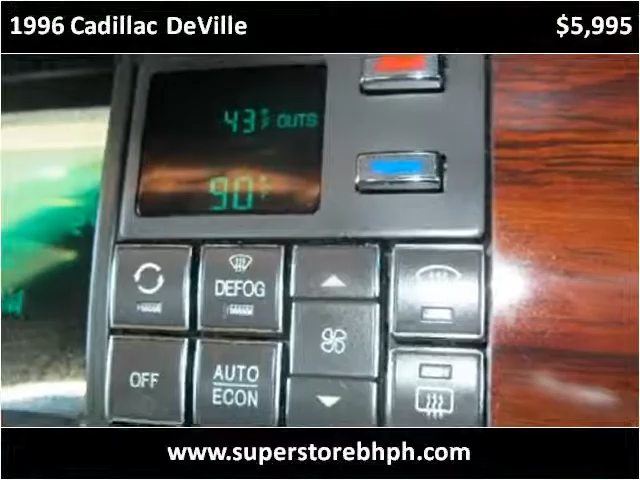 1996 Cadillac DeVille $5,995
43°F OUTS
90°F
DEFOG
OFF
AUTO
ECON
www.superstorebhph.com